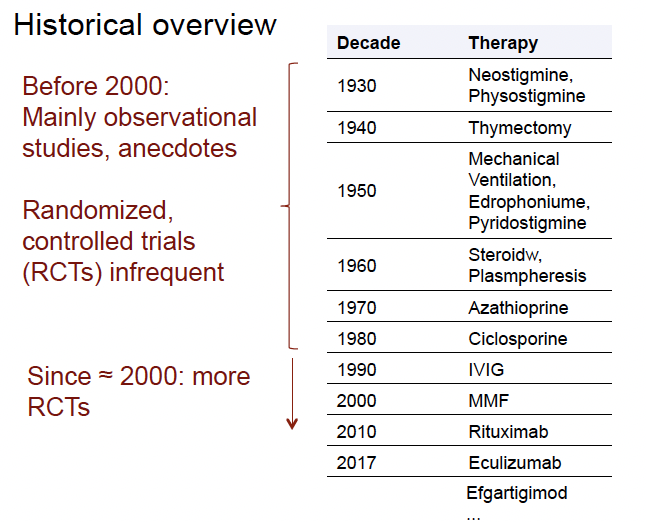 Historical overview
Before 2000:
Mainly observational
studies, anecdotes
Randomized,
controlled trials
(RCTs) infrequent
Since ≈ 2000: more
RCTs
Decade Therapy
1930 Neostigmine,
Physostigmine
1940 Thymectomy
1950 Mechanical
Ventilation,
Edrophoniume,
Pyridostigmine
1960 Steroidw,
Plasmpheresis
1970 Azathioprine
1980 Ciclosporine
1990 IVIG
2000 MMF
2010 Rituximab
2017 Eculizumab
Efgartigimod
...